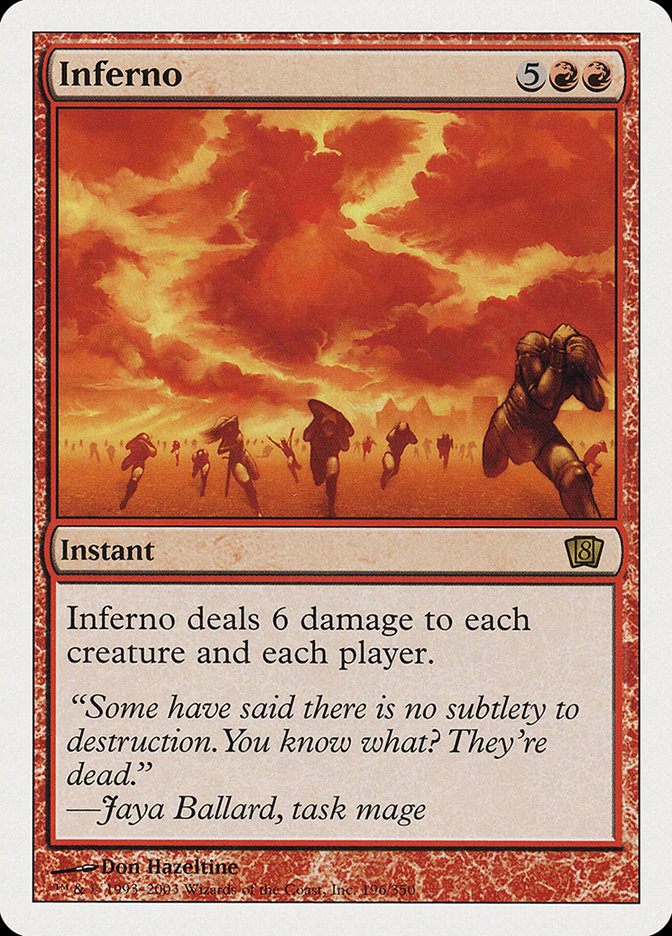 Inferno 5
Instant 8
Inferno deals 6 damage to each
creature and each player.
“Some have said there is no subtlety to
destruction. You know what? They’re
dead.”
—Jaya Ballard, task mage
Don Hazeltine
™ & © 1993–2003 Wizards of the Coast, Inc. 196/350